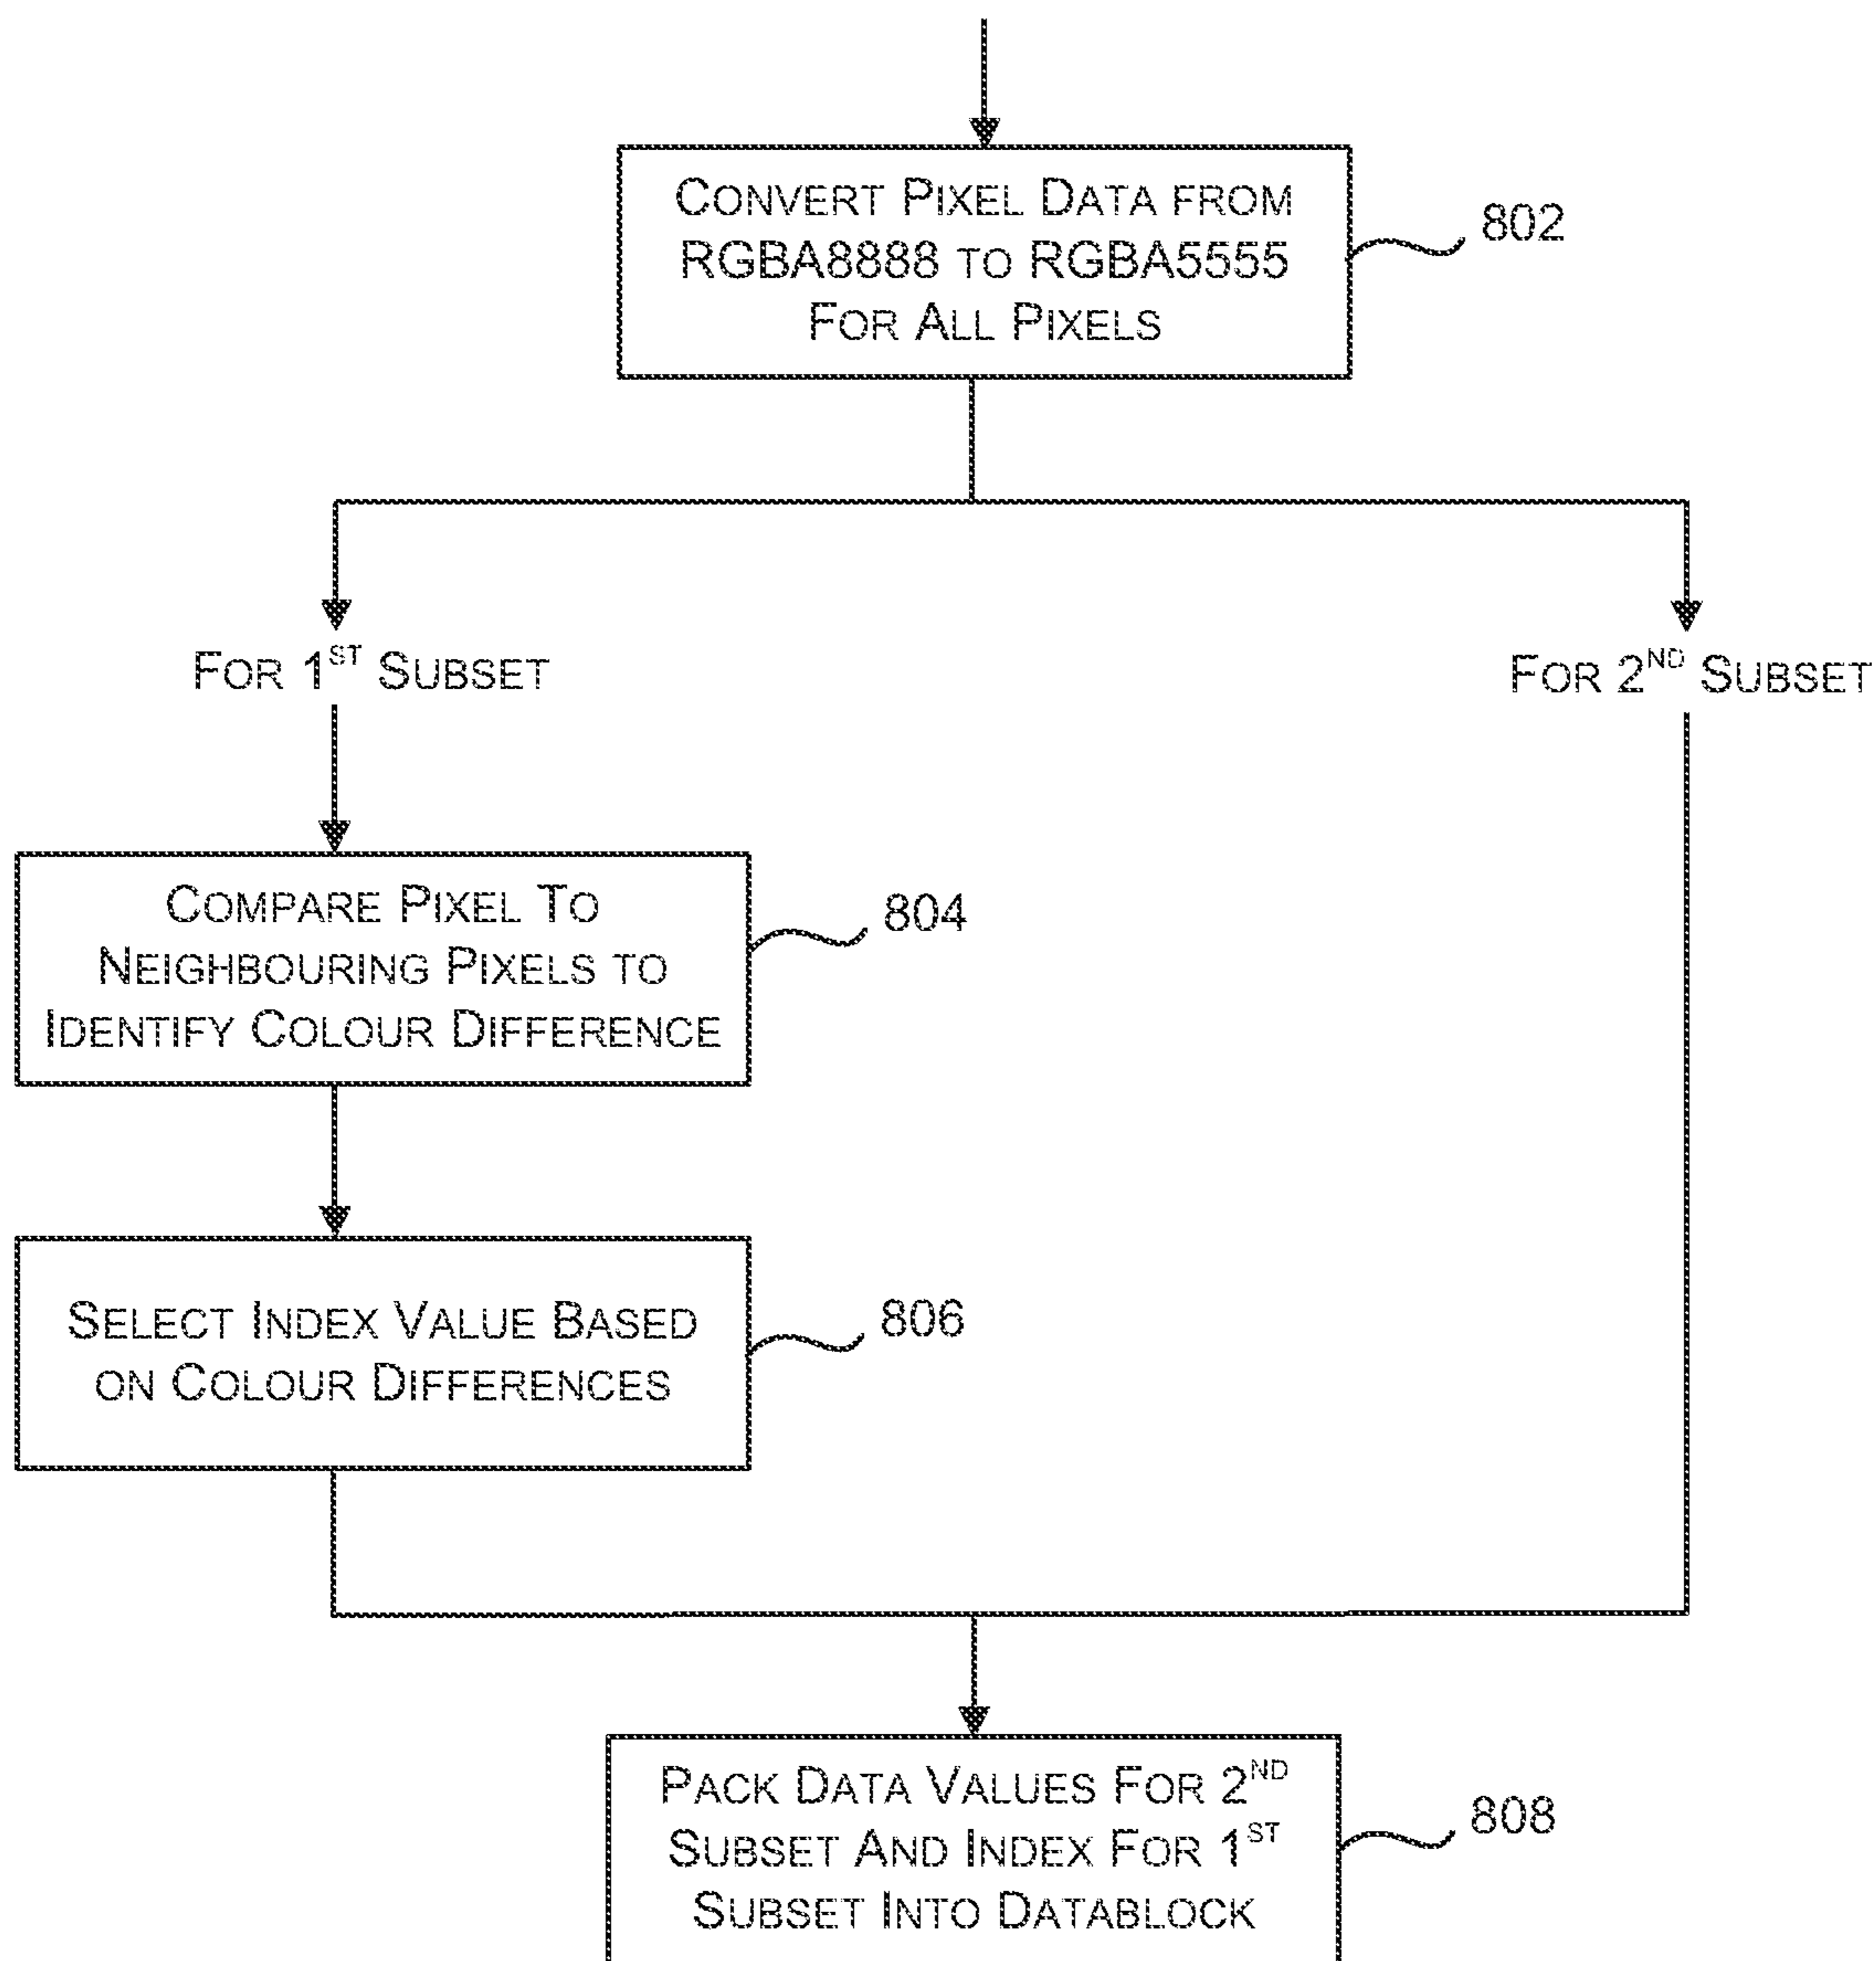 CONVERT PIXEL DATA FROM
RGBA8888 TO RGBA5555
FOR ALL PIXELS
802
FOR 1ST SUBSET
FOR 2ND SUBSET
COMPARE PIXEL TO
NEIGHBOURING PIXELS TO
IDENTIFY COLOUR DIFFERENCE
804
SELECT INDEX VALUE BASED
ON COLOUR DIFFERENCES
806
PACK DATA VALUES FOR 2ND
SUBSET AND INDEX FOR 1ST
SUBSET INTO DATABLOCK
808